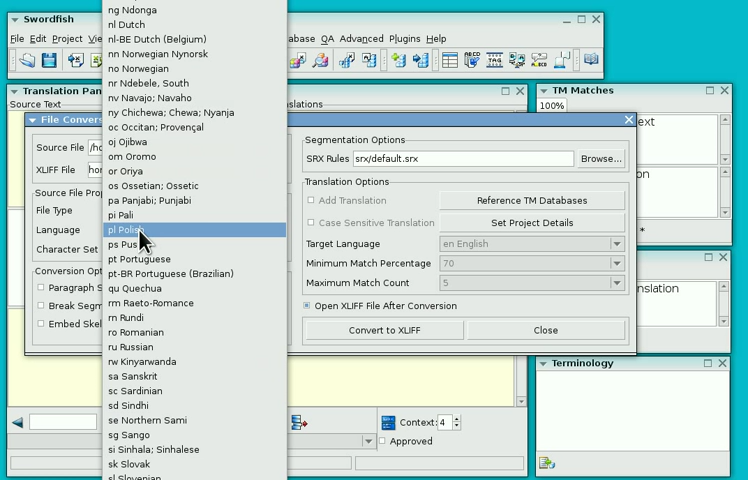 Swordfish
File Edit Project
abase QA Advanced Plugins Help
Translation
Source Text
TM Matches
100%
ext
on
*
nslation
Terminology
File Convers
Source File /ho
XLIFF File hor
Source File Prop
File Type
Language
Character Set
Conversion Opti
Paragraph S
Break Segm
Embed Skel
ng Ndonga
nl Dutch
nl-BE Dutch (Belgium)
nn Norwegian Nynorsk
no Norwegian
nr Ndebele, South
nv Navajo; Navaho
ny Chichewa; Chewa; Nyanja
oc Occitan; Provençal
oj Ojibwa
om Oromo
or Oriya
os Ossetian; Ossetic
pa Panjabi; Punjabi
pi Pali
pl Polish
ps Pus
pt Portuguese
pt-BR Portuguese (Brazilian)
qu Quechua
rm Raeto-Romance
rn Rundi
ro Romanian
ru Russian
rw Kinyarwanda
sa Sanskrit
sc Sardinian
sd Sindhi
se Northern Sami
sg Sango
si Sinhala; Sinhalese
sk Slovak
sl Slovenian
Segmentation Options
SRX Rules srx/default.srx Browse...
Translation Options
Add Translation Reference TM Databases
Case Sensitive Translation Set Project Details
Target Language en English
Minimum Match Percentage 70
Maximum Match Count 5
Open XLIFF File After Conversion
Convert to XLIFF Close
Context: 4
Approved